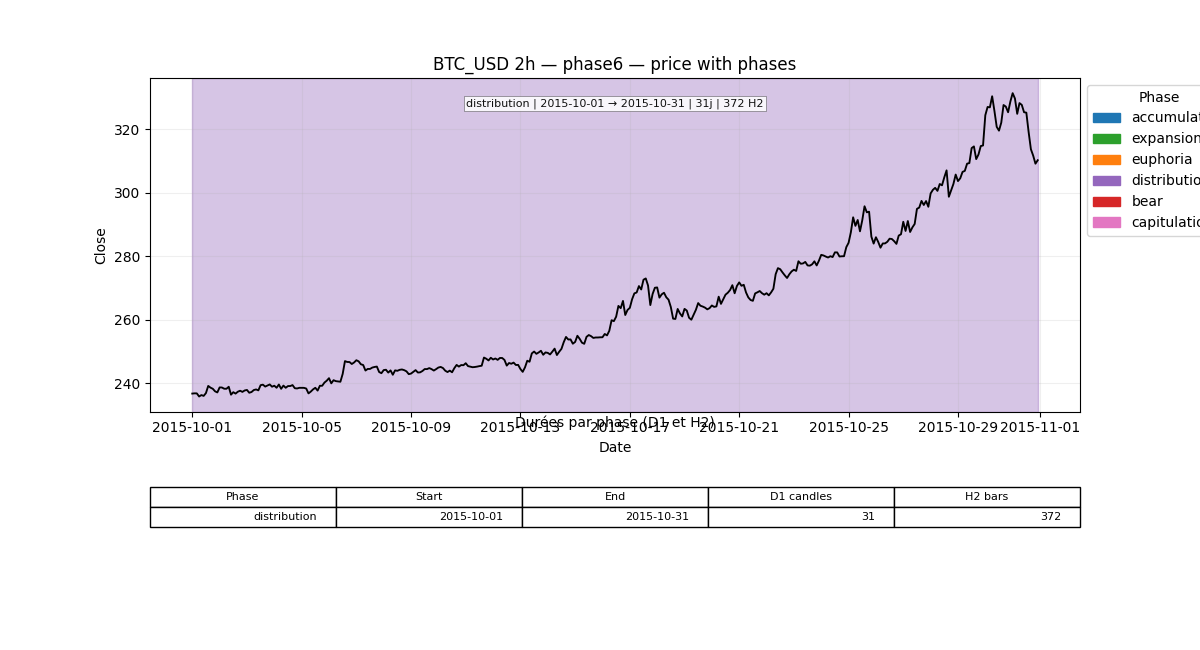 BTC_USD 2h — phase6 — price with phases
distribution | 2015-10-01 → 2015-10-31 | 31j | 372 H2
Phase
accumulat
expansion
euphoria
distributio
bear
capitulatio
Close
320
300
280
260
240
2015-10-01 2015-10-05 2015-10-09 2015-10-13 2015-10-17 2015-10-21 2015-10-25 2015-10-29 2015-11-01
Durées par phase (D1 et H2)
Date
Phase Start End D1 candles H2 bars
distribution 2015-10-01 2015-10-31 31 372